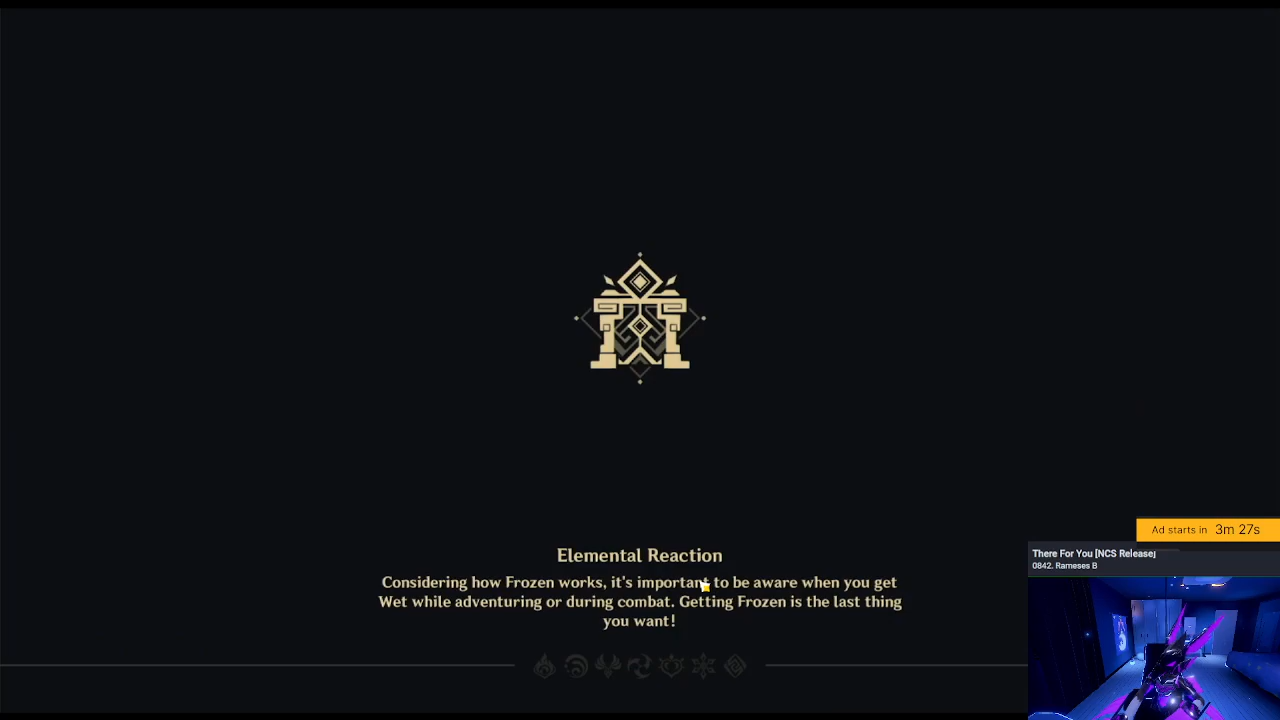 Elemental Reaction
Considering how Frozen works, it's important to be aware when you get
Wet while adventuring or during combat. Getting Frozen is the last thing
you want!
Ad starts in 3m 27s
There For You [NCS Release]
0842. Rameses B